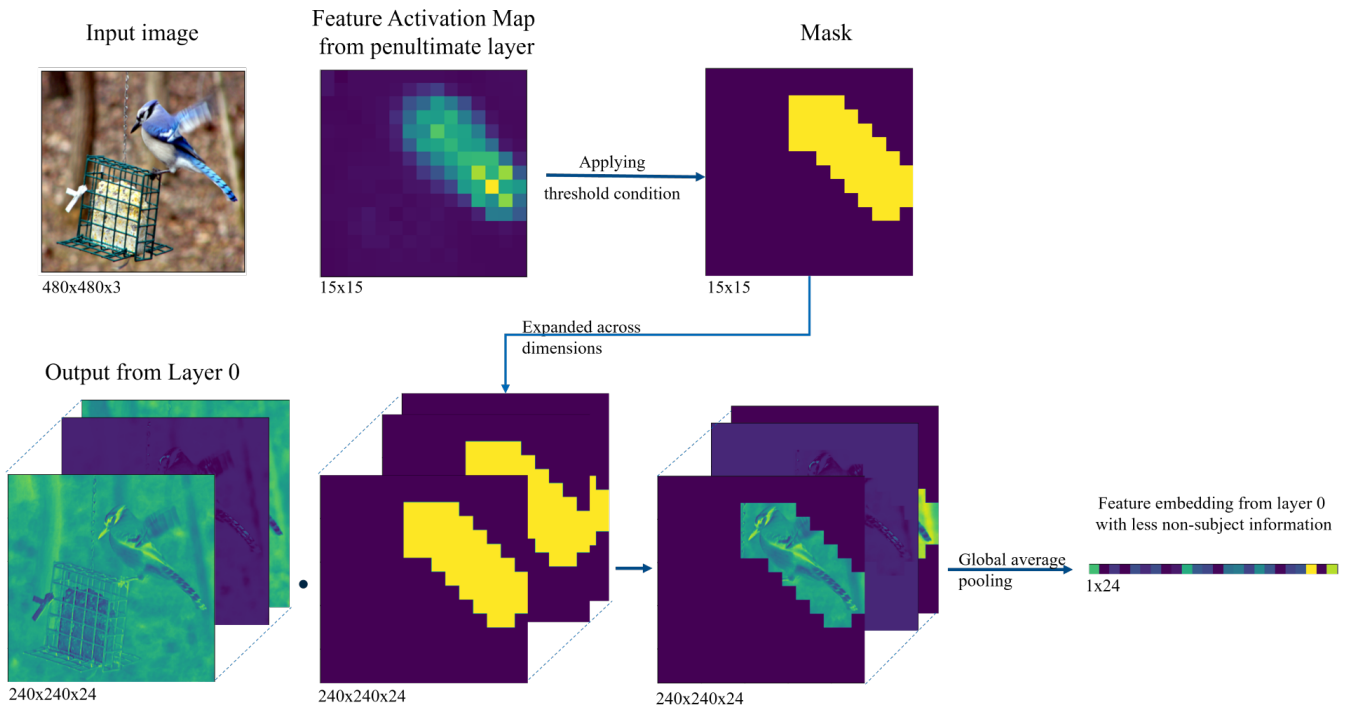 Input image
Feature Activation Map
from penultimate layer
Mask
Applying
threshold condition
480x480x3
15x15
15x15
Expanded across
dimensions
Output from Layer 0
Feature embedding from layer 0
with less non-subject information
Global average
pooling
1x24
240x240x24
240x240x24
240x240x24